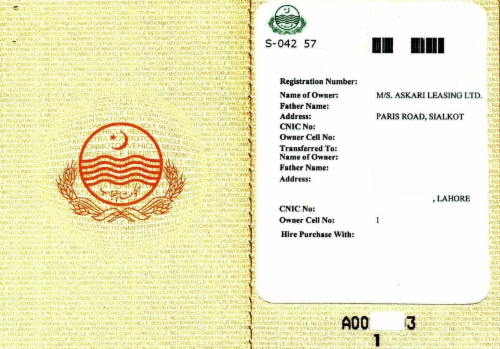 S-042 57
Registration Number:
Name of Owner: M/S. ASKARI LEASING LTD.
Father Name:
Address: PARIS ROAD, SIALKOT
CNIC No:
Owner Cell No:
Transferred To:
Name of Owner:
Father Name:
Address:
, LAHORE
CNIC No:
Owner Cell No: 1
Hire Purchase With:
A00 3
1